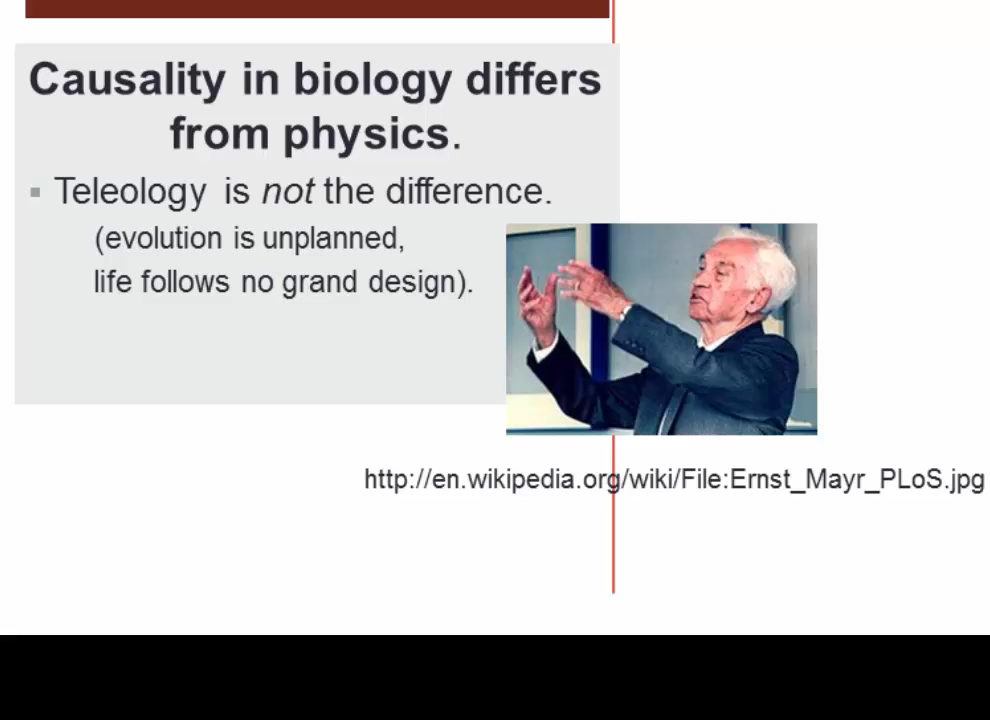 Causality in biology differs
from physics.
▪ Teleology is not the difference.
(evolution is unplanned,
life follows no grand design).
http://en.wikipedia.org/wiki/File:Ernst_Mayr_PLoS.jpg